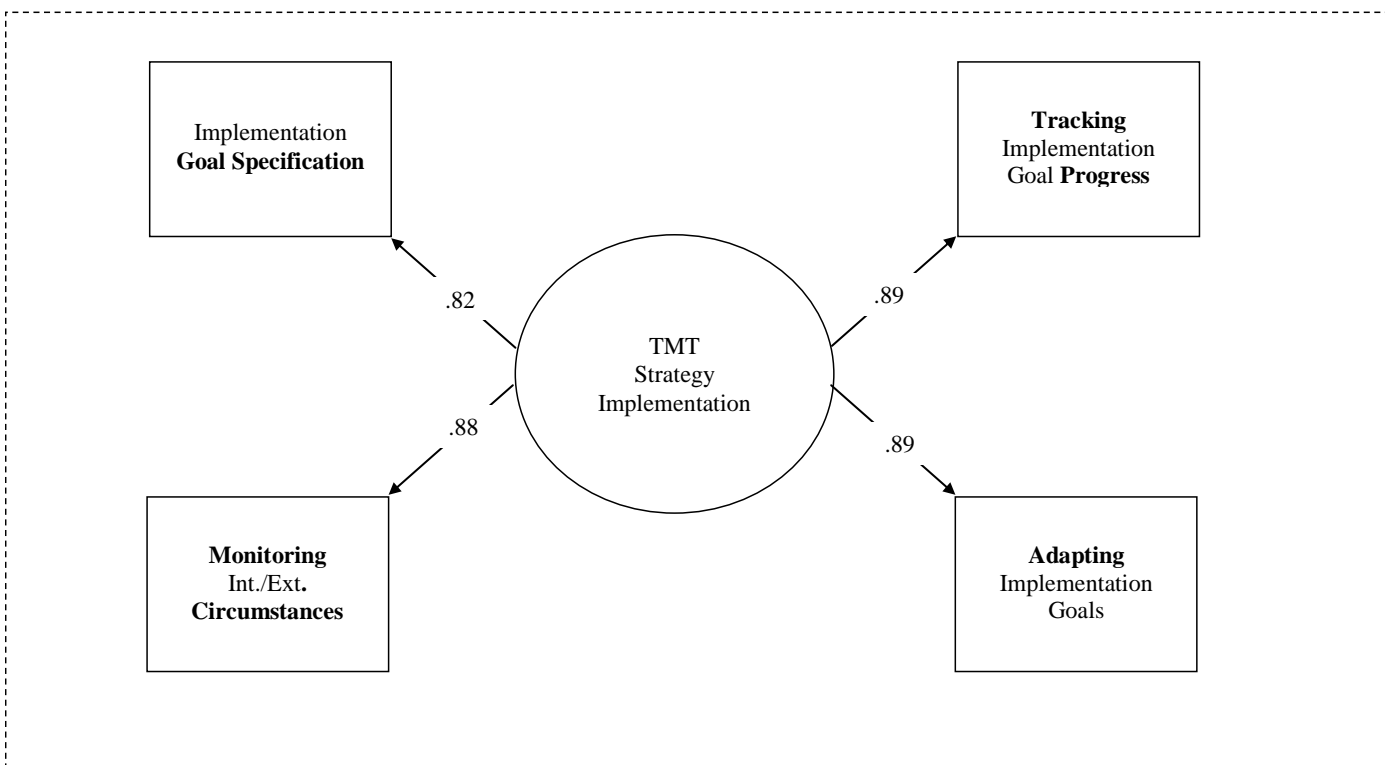 Implementation
Goal Specification
Tracking
Implementation
Goal Progress
.82
.89
TMT
Strategy
Implementation
.88
.89
Monitoring
Int./Ext.
Circumstances
Adapting
Implementation
Goals